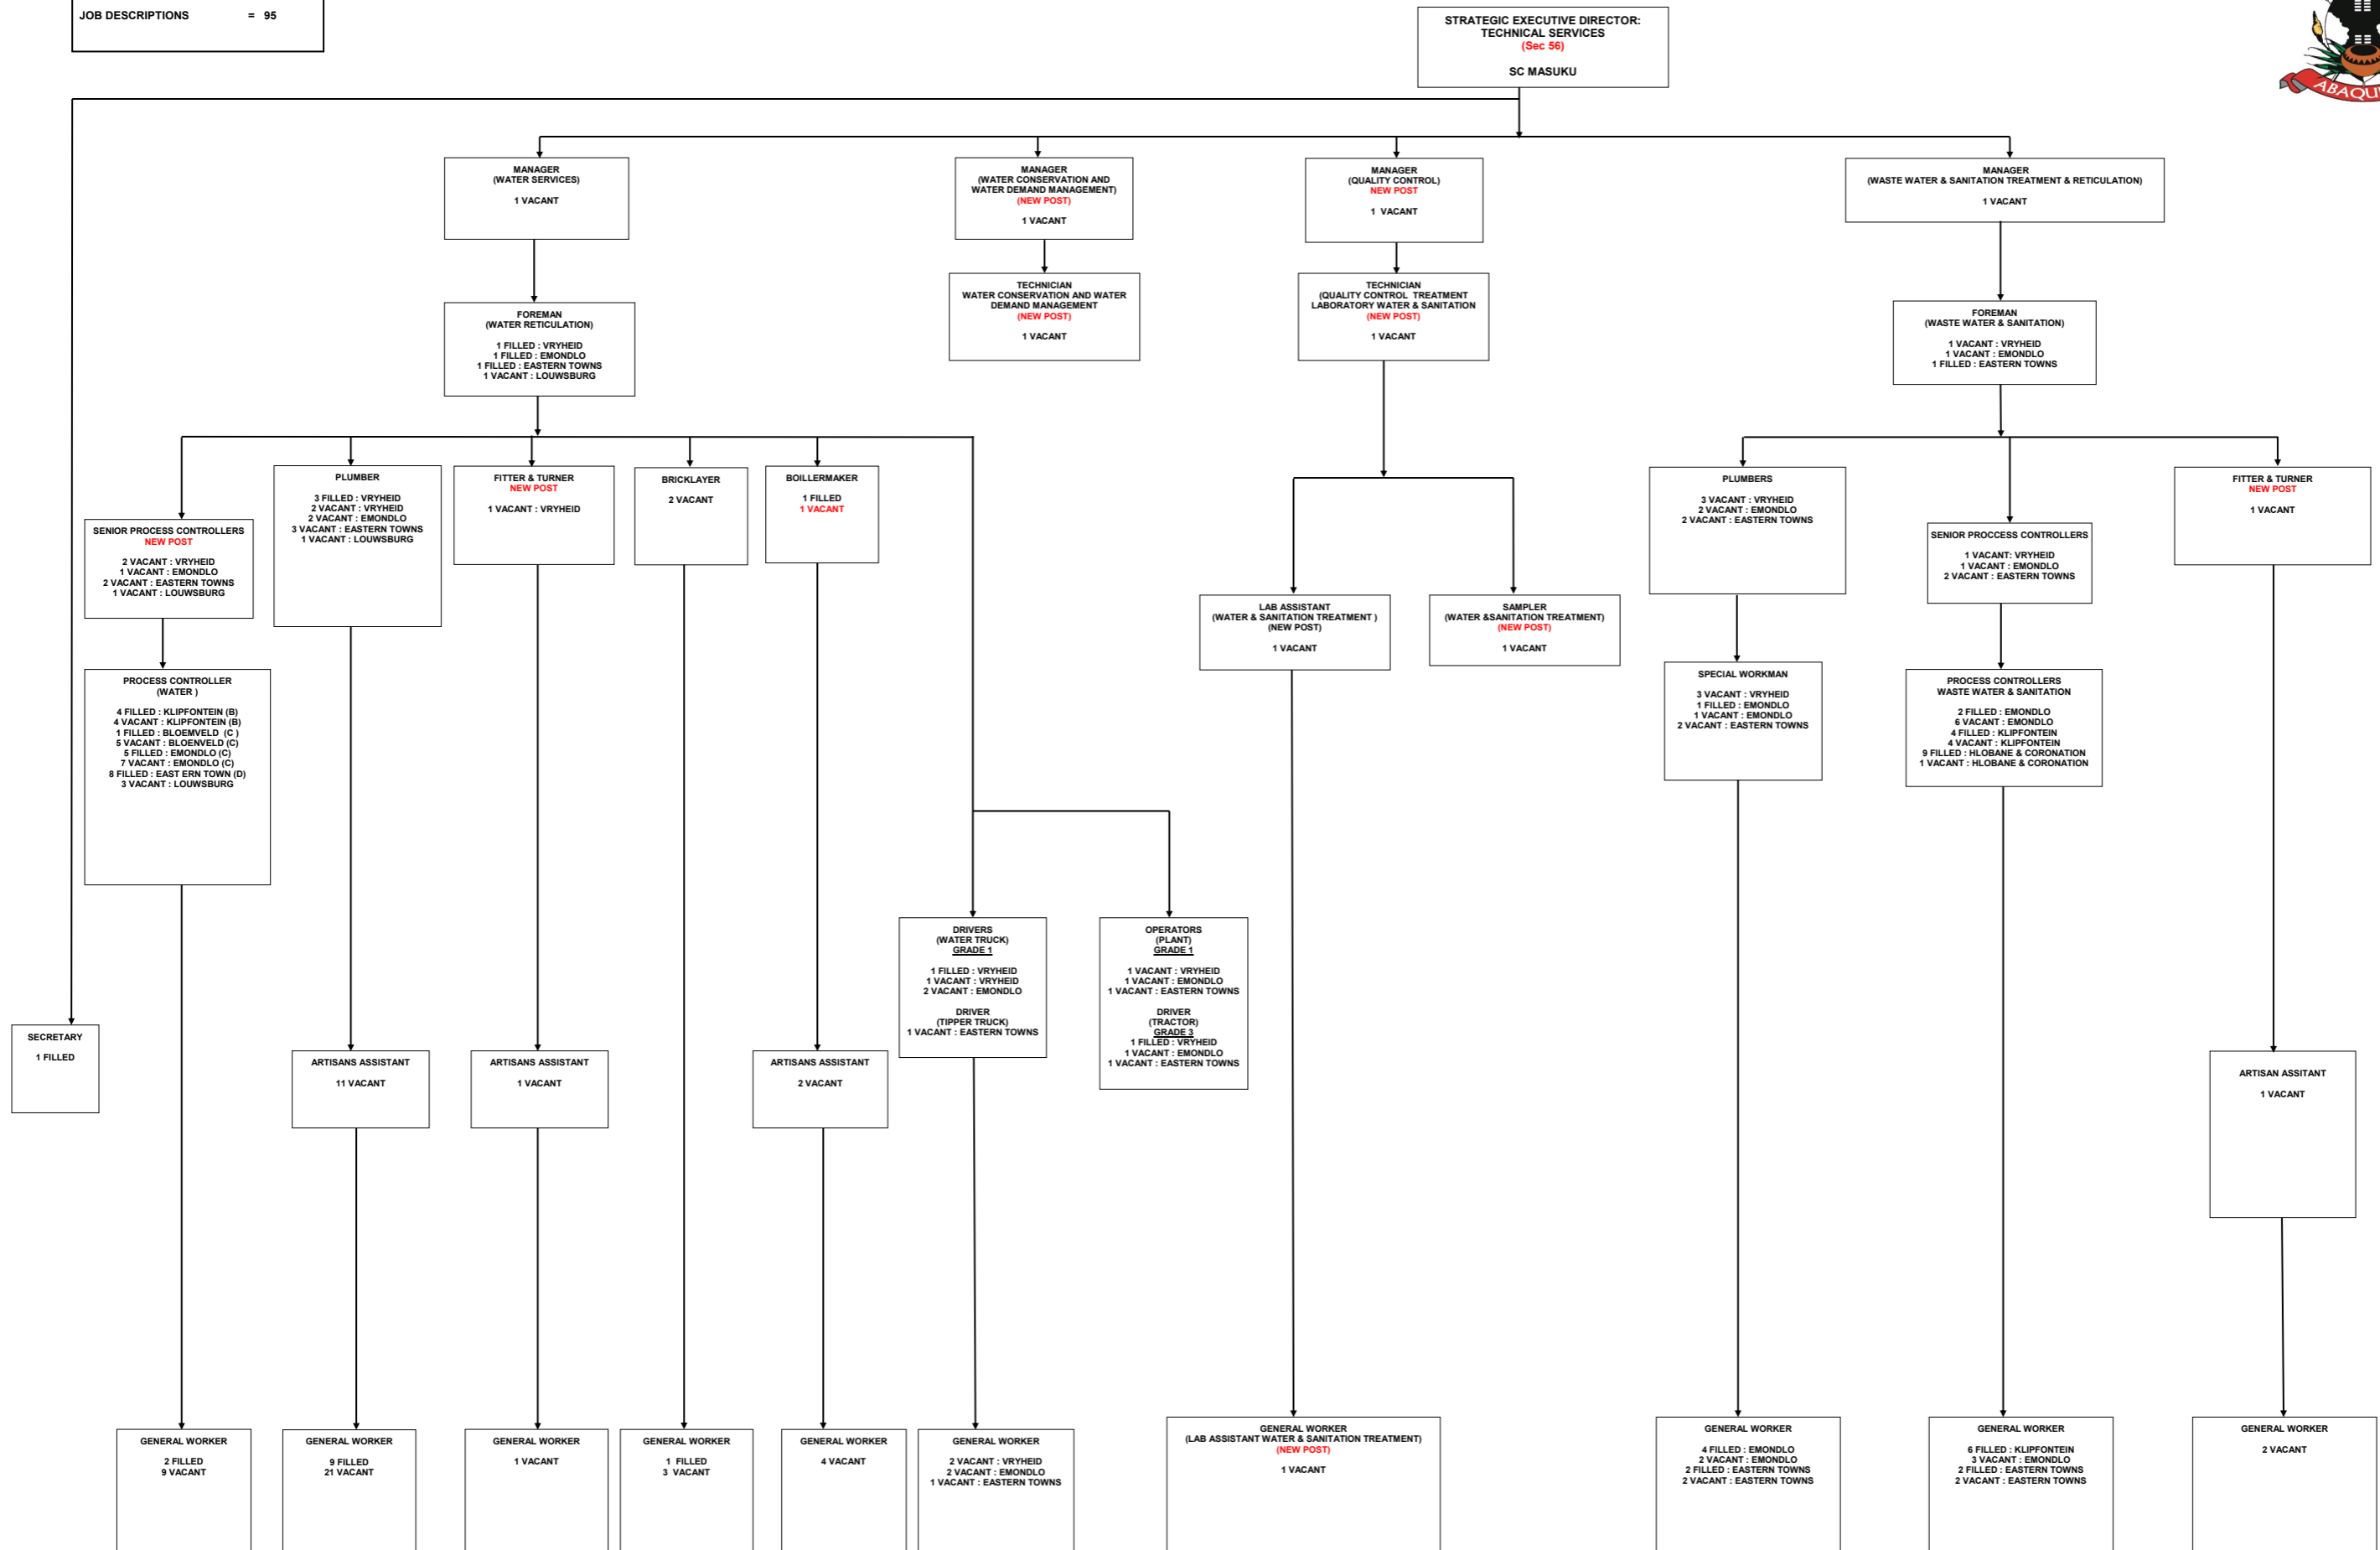 JOB DESCRIPTIONS = 95
STRATEGIC EXECUTIVE DIRECTOR:
TECHNICAL SERVICES
(Sec 56)
SC MASUKU
MANAGER
(WATER SERVICES)
1 VACANT
MANAGER
(WATER CONSERVATION AND
WATER DEMAND MANAGEMENT)
(NEW POST)
1 VACANT
MANAGER
(QUALITY CONTROL)
NEW POST
1 VACANT
MANAGER
(WASTE WATER & SANITATION TREATMENT & RETICULATION)
1 VACANT
FOREMAN
(WATER RETICULATION)
1 FILLED : VRYHEID
1 FILLED : EMONDLO
1 FILLED : EASTERN TOWNS
1 VACANT : LOUWSBURG
TECHNICIAN
WATER CONSERVATION AND WATER
DEMAND MANAGEMENT
(NEW POST)
1 VACANT
TECHNICIAN
(QUALITY CONTROL TREATMENT
LABORATORY WATER & SANITATION
(NEW POST)
1 VACANT
FOREMAN
(WASTE WATER & SANITATION)
1 VACANT : VRYHEID
1 VACANT : EMONDLO
1 FILLED : EASTERN TOWNS
SENIOR PROCESS CONTROLLERS
NEW POST
2 VACANT : VRYHEID
1 VACANT : EMONDLO
2 VACANT : EASTERN TOWNS
1 VACANT : LOUWSBURG
PLUMBER
3 FILLED : VRYHEID
2 VACANT : VRYHEID
2 VACANT : EMONDLO
3 VACANT : EASTERN TOWNS
1 VACANT : LOUWSBURG
FITTER & TURNER
NEW POST
1 VACANT : VRYHEID
BRICKLAYER
2 VACANT
BOILLERMAKER
1 FILLED
1 VACANT
PLUMBERS
3 VACANT : VRYHEID
2 VACANT : EMONDLO
2 VACANT : EASTERN TOWNS
SENIOR PROCCESS CONTROLLERS
1 VACANT: VRYHEID
1 VACANT : EMONDLO
2 VACANT : EASTERN TOWNS
FITTER & TURNER
NEW POST
1 VACANT
LAB ASSISTANT
(WATER & SANITATION TREATMENT )
(NEW POST)
1 VACANT
SAMPLER
(WATER &SANITATION TREATMENT)
(NEW POST)
1 VACANT
PROCESS CONTROLLER
(WATER )
4 FILLED : KLIPFONTEIN (B)
4 VACANT : KLIPFONTEIN (B)
1 FILLED : BLOEMVELD (C )
5 VACANT : BLOENVELD (C)
5 FILLED : EMONDLO (C)
7 VACANT : EMONDLO (C)
8 FILLED : EAST ERN TOWN (D)
3 VACANT : LOUWSBURG
SPECIAL WORKMAN
3 VACANT : VRYHEID
1 FILLED : EMONDLO
1 VACANT : EMONDLO
2 VACANT : EASTERN TOWNS
PROCESS CONTROLLERS
WASTE WATER & SANITATION
2 FILLED : EMONDLO
6 VACANT : EMONDLO
4 FILLED : KLIPFONTEIN
4 VACANT : KLIPFONTEIN
9 FILLED : HLOBANE & CORONATION
1 VACANT : HLOBANE & CORONATION
DRIVERS
(WATER TRUCK)
GRADE 1
1 FILLED : VRYHEID
1 VACANT : VRYHEID
2 VACANT : EMONDLO
DRIVER
(TIPPER TRUCK)
1 VACANT : EASTERN TOWNS
OPERATORS
(PLANT)
GRADE 1
1 VACANT : VRYHEID
1 VACANT : EMONDLO
1 VACANT : EASTERN TOWNS
DRIVER
(TRACTOR)
GRADE 3
1 FILLED : VRYHEID
1 VACANT : EMONDLO
1 VACANT : EASTERN TOWNS
SECRETARY
1 FILLED
ARTISANS ASSISTANT
11 VACANT
ARTISANS ASSISTANT
1 VACANT
ARTISANS ASSISTANT
2 VACANT
ARTISAN ASSITANT
1 VACANT
GENERAL WORKER
2 FILLED
9 VACANT
GENERAL WORKER
9 FILLED
21 VACANT
GENERAL WORKER
1 VACANT
GENERAL WORKER
1 FILLED
3 VACANT
GENERAL WORKER
4 VACANT
GENERAL WORKER
2 VACANT : VRYHEID
2 VACANT : EMONDLO
1 VACANT : EASTERN TOWNS
GENERAL WORKER
(LAB ASSISTANT WATER & SANITATION TREATMENT)
(NEW POST)
1 VACANT
GENERAL WORKER
4 FILLED : EMONDLO
2 VACANT : EMONDLO
2 FILLED : EASTERN TOWNS
2 VACANT : EASTERN TOWNS
GENERAL WORKER
6 FILLED : KLIPFONTEIN
3 VACANT : EMONDLO
2 FILLED : EASTERN TOWNS
2 VACANT : EASTERN TOWNS
GENERAL WORKER
2 VACANT